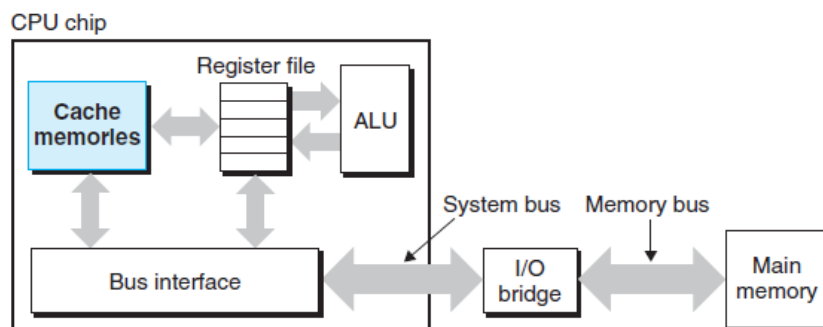 CPU chip
Register file
Cache
memories
ALU
System bus
Memory bus
Bus interface
I/O
bridge
Main
memory